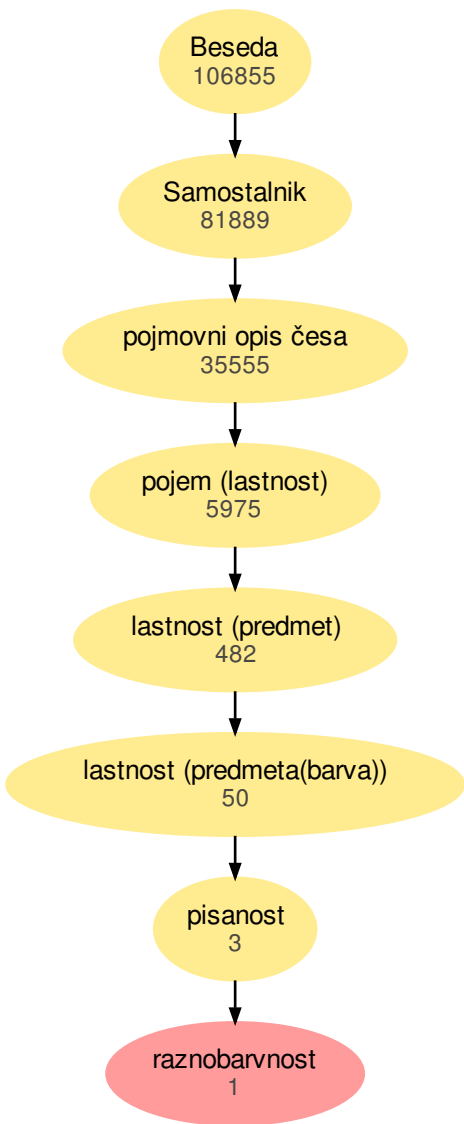 Beseda
106855
Samostalnik
81889
pojmovni opis česa
35555
pojem (lastnost)
5975
lastnost (predmet)
482
lastnost (predmeta(barva))
50
pisanost
3
raznobarvnost
1